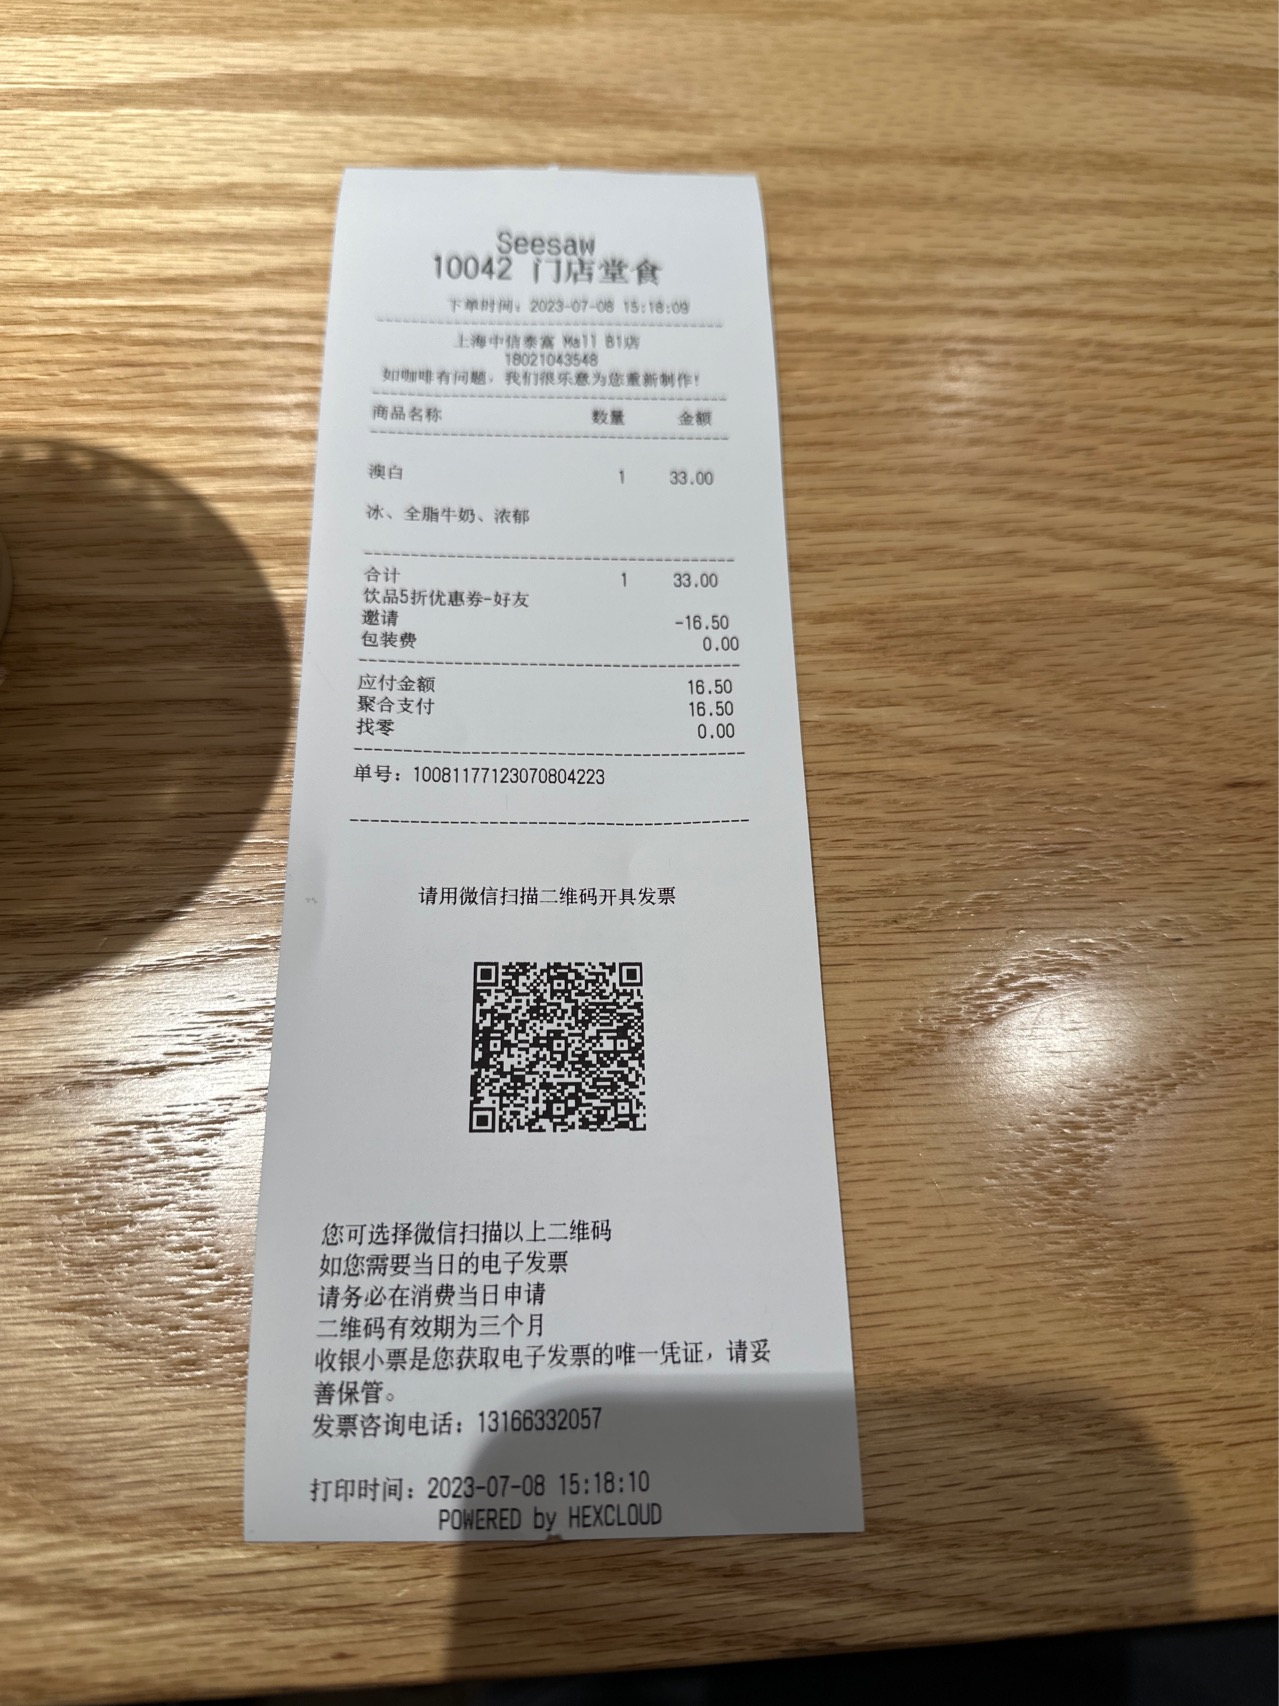 Seesaw
10042 门店堂食
下单时间：2023-07-08 15:18:09
上海中信泰富 Mall B1店
18021043548
如咖啡有问题，我们很乐意为您重新制作！
商品名称 数量 金额
澳白 1 33.00
冰、全脂牛奶、浓郁
合计 1 33.00
饮品5折优惠券-好友
邀请 -16.50
包装费 0.00
应付金额 16.50
聚合支付 16.50
找零 0.00
单号：10081177123070804223
请用微信扫描二维码开具发票
您可选择微信扫描以上二维码
如您需要当日的电子发票
请务必在消费当日申请
二维码有效期为三个月
收银小票是您获取电子发票的唯一凭证，请妥
善保管。
发票咨询电话：13166332057
打印时间：2023-07-08 15:18:10
POWERED by HEXCLOUD